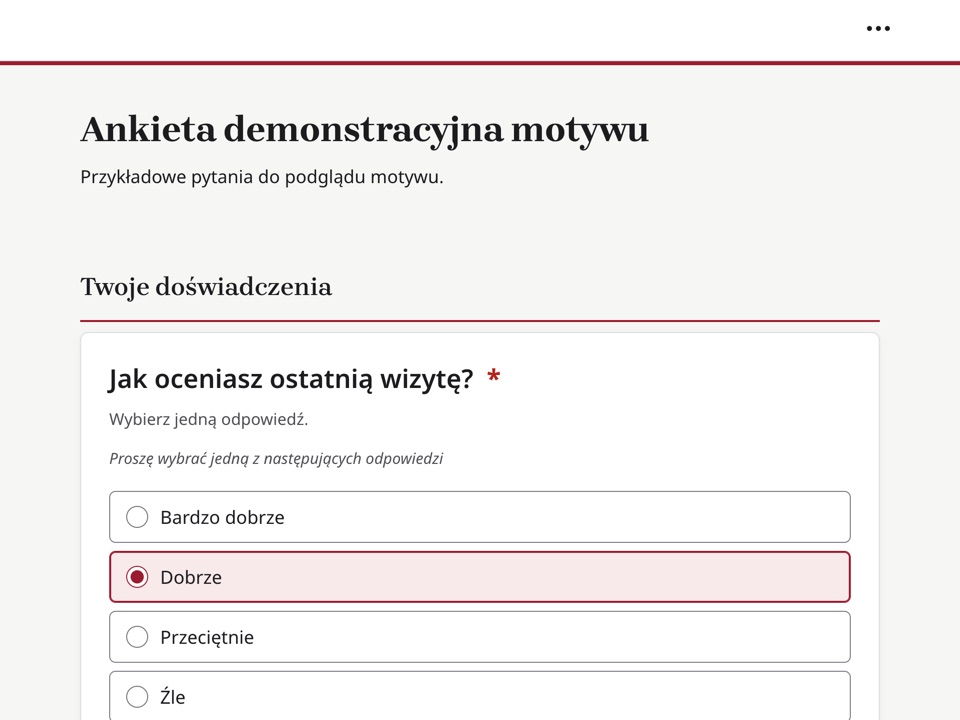 Ankieta demonstracyjna motywu
Przykładowe pytania do podglądu motywu.
Twoje doświadczenia
Jak oceniasz ostatnią wizytę? *
Wybierz jedną odpowiedź.
Proszę wybrać jedną z następujących odpowiedzi
Bardzo dobrze
Dobrze
Przeciętnie
Źle